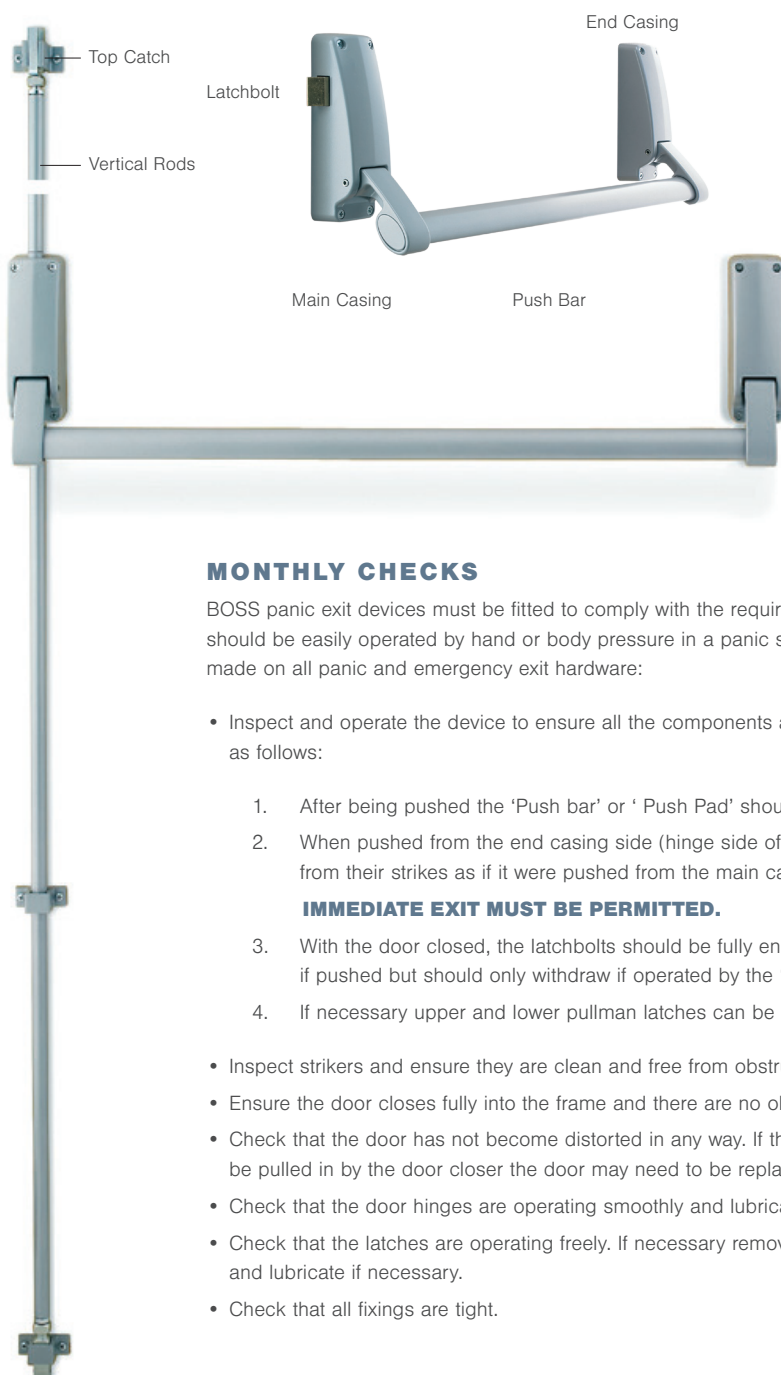 End Casing
Top Catch
Latchbolt
Vertical Rods
Main Casing
Push Bar
MONTHLY CHECKS
BOSS panic exit devices must be fitted to comply with the requir
should be easily operated by hand or body pressure in a panic s
made on all panic and emergency exit hardware:
• Inspect and operate the device to ensure all the components a
as follows:
1. After being pushed the ‘Push bar’ or ‘ Push Pad’ shou
2. When pushed from the end casing side (hinge side of
from their strikes as if it were pushed from the main ca
IMMEDIATE EXIT MUST BE PERMITTED.
3. With the door closed, the latchbolts should be fully en
if pushed but should only withdraw if operated by the
4. If necessary upper and lower pullman latches can be
• Inspect strikers and ensure they are clean and free from obstr
• Ensure the door closes fully into the frame and there are no o
• Check that the door has not become distorted in any way. If th
be pulled in by the door closer the door may need to be repla
• Check that the door hinges are operating smoothly and lubrica
• Check that the latches are operating freely. If necessary remov
and lubricate if necessary.
• Check that all fixings are tight.